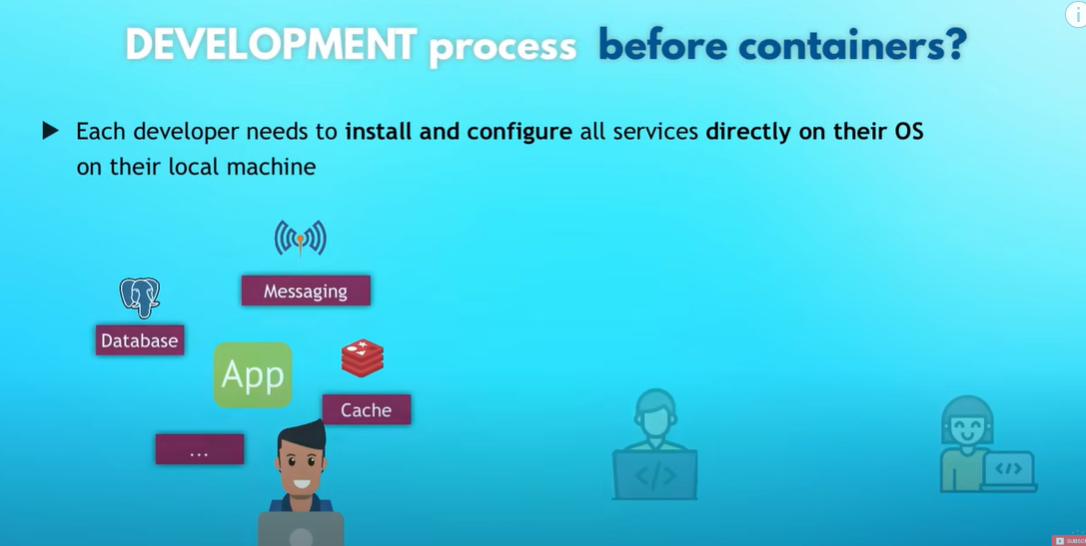 DEVELOPMENT process before containers?
Each developer needs to install and configure all services directly on their OS
on their local machine
Messaging
Database
App
Cache
...
</>
</>